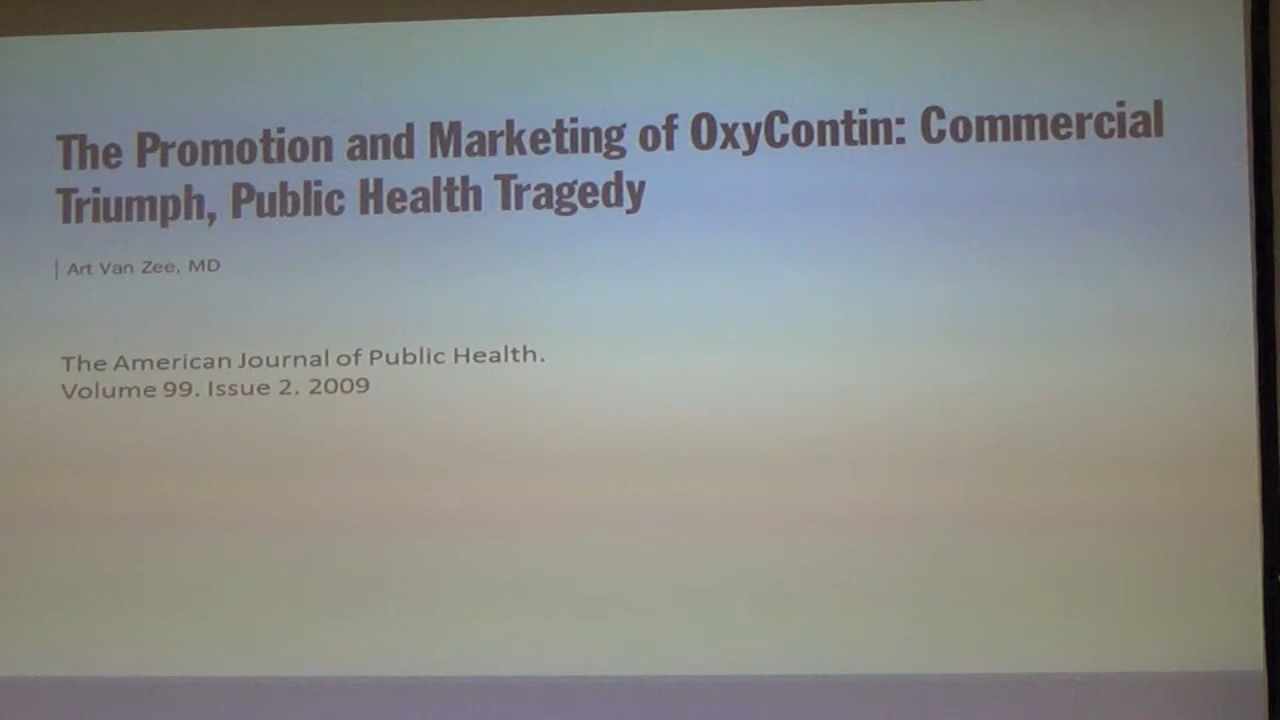 The Promotion and Marketing of OxyContin: Commercial
Triumph, Public Health Tragedy
| Art Van Zee, MD
The American Journal of Public Health.
Volume 99. Issue 2. 2009